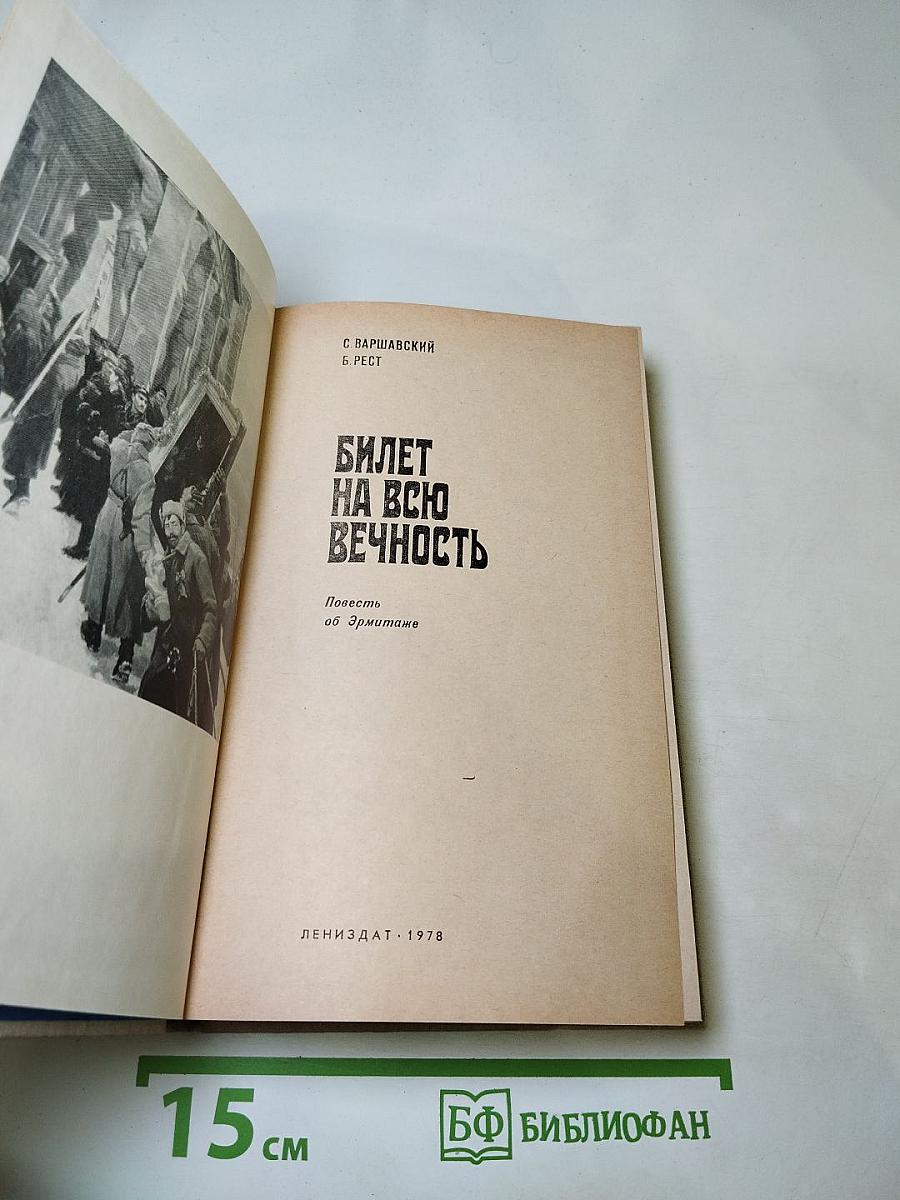 С. ВАРШАВСКИЙ
Б. РЕСТ
БИЛЕТ
НА ВСЮ
ВЕЧНОСТЬ
Повесть
об Эрмитаже
ЛЕНИЗДАТ · 1978
15 см
БФ БИБЛИОФАН